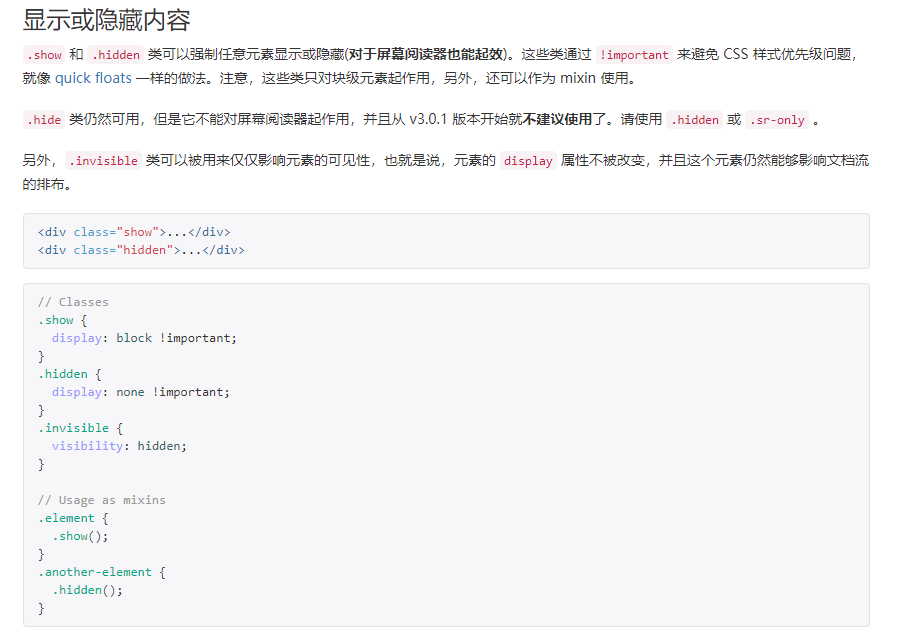 显示或隐藏内容
.show 和 .hidden 类可以强制任意元素显示或隐藏(对于屏幕阅读器也能起效)。这些类通过 !important 来避免 CSS 样式优先级问题，
就像 quick floats 一样的做法。注意，这些类只对块级元素起作用，另外，还可以作为 mixin 使用。
.hide 类仍然可用，但是它不能对屏幕阅读器起作用，并且从 v3.0.1 版本开始就不建议使用了。请使用 .hidden 或 .sr-only 。
另外，.invisible 类可以被用来仅仅影响元素的可见性，也就是说，元素的 display 属性不被改变，并且这个元素仍然能够影响文档流
的排布。
<div class="show">...</div>
<div class="hidden">...</div>
// Classes
.show {
  display: block !important;
}
.hidden {
  display: none !important;
}
.invisible {
  visibility: hidden;
}
// Usage as mixins
.element {
  .show();
}
.another-element {
  .hidden();
}